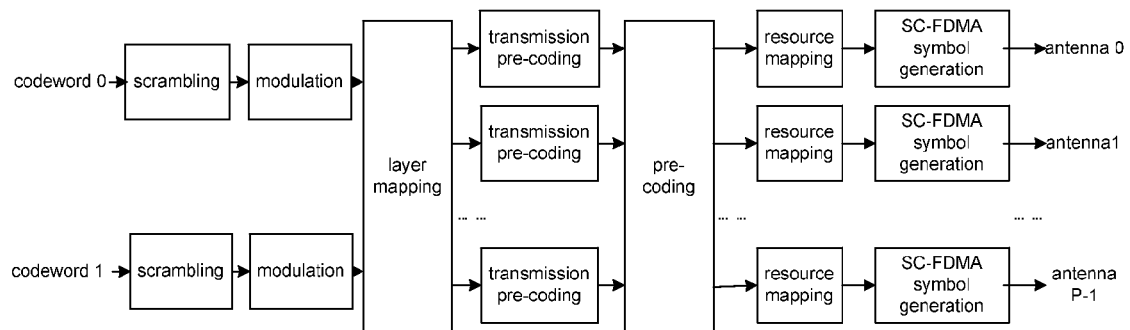 codeword 0
scrambling
modulation
layer
mapping
transmission
pre-coding
pre-
coding
resource
mapping
SC-FDMA
symbol
generation
antenna 0
transmission
pre-coding
resource
mapping
SC-FDMA
symbol
generation
antenna1
... ...
... ...
... ...
codeword 1
scrambling
modulation
transmission
pre-coding
resource
mapping
SC-FDMA
symbol
generation
antenna
P-1